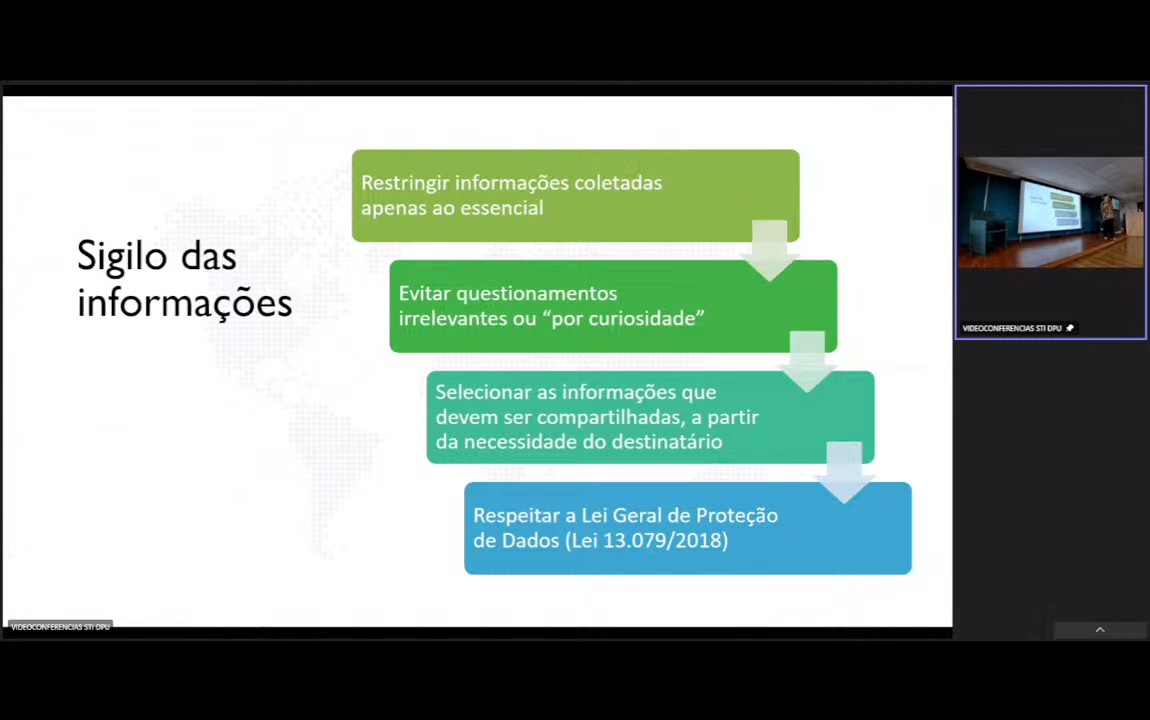 Sigilo das
informações
Restringir informações coletadas
apenas ao essencial
Evitar questionamentos
irrelevantes ou “por curiosidade”
Selecionar as informações que
devem ser compartilhadas, a partir
da necessidade do destinatário
Respeitar a Lei Geral de Proteção
de Dados (Lei 13.079/2018)
VIDEOCONFERENCIAS STI DPU
VIDEOCONFERENCIAS STI DPU